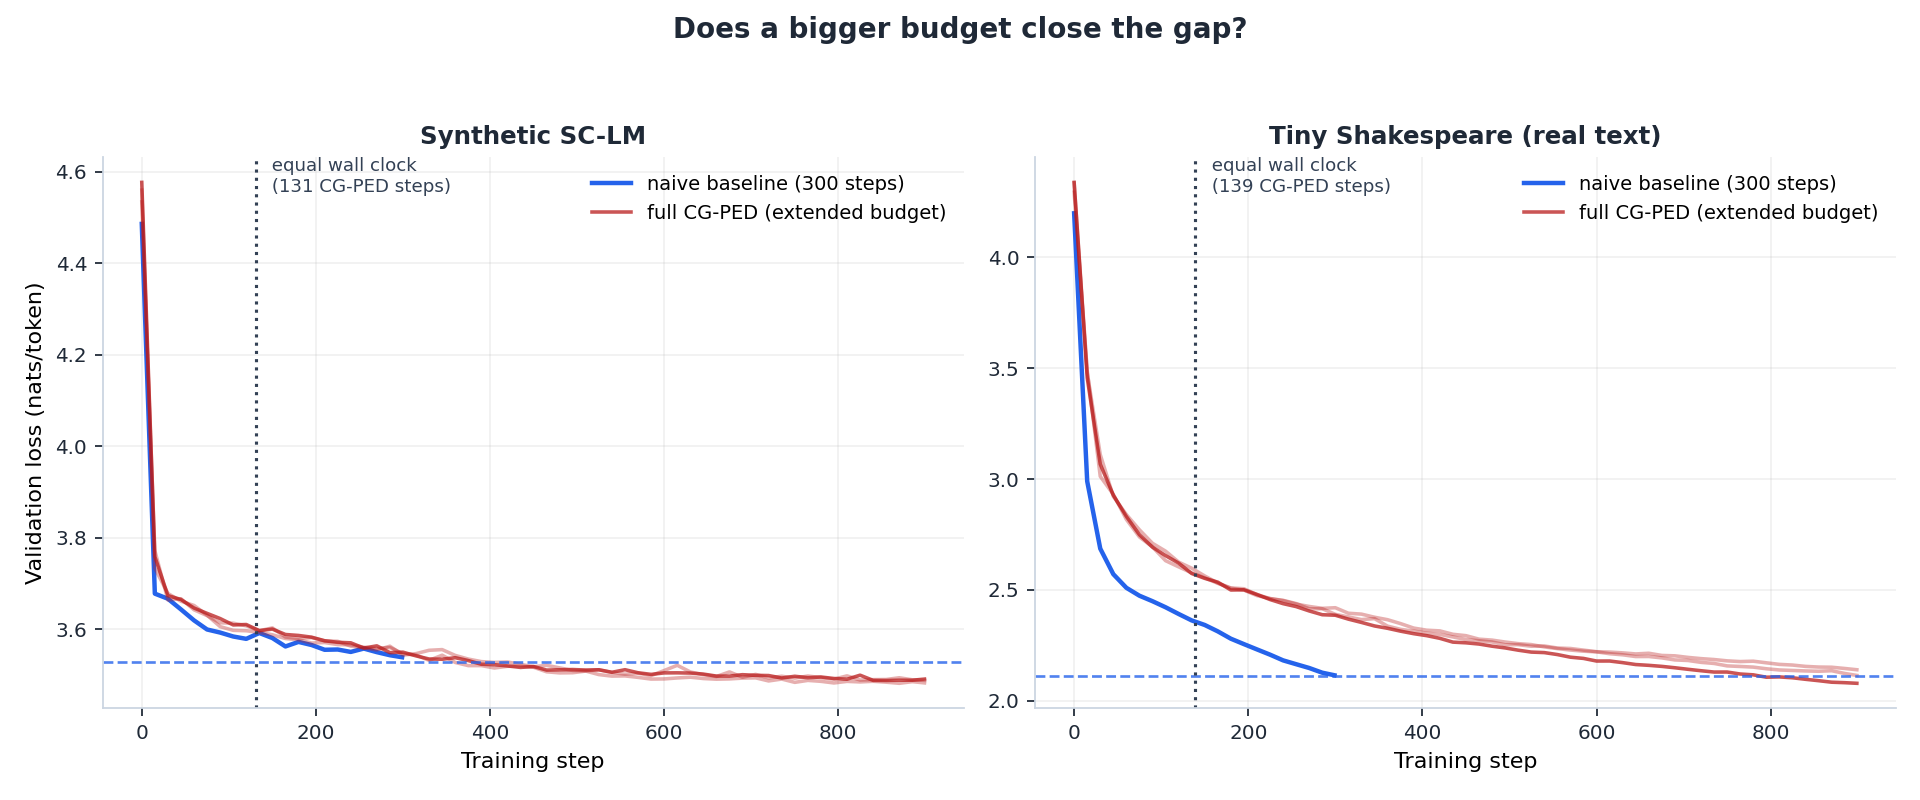 Does a bigger budget close the gap?
Synthetic SC-LM
equal wall clock
(131 CG-PED steps)
naive baseline (300 steps)
full CG-PED (extended budget)
Validation loss (nats/token)
4.6
4.4
4.2
4.0
3.8
3.6
0
200
400
600
800
Training step
Tiny Shakespeare (real text)
equal wall clock
(139 CG-PED steps)
naive baseline (300 steps)
full CG-PED (extended budget)
4.0
3.5
3.0
2.5
2.0
0
200
400
600
800
Training step